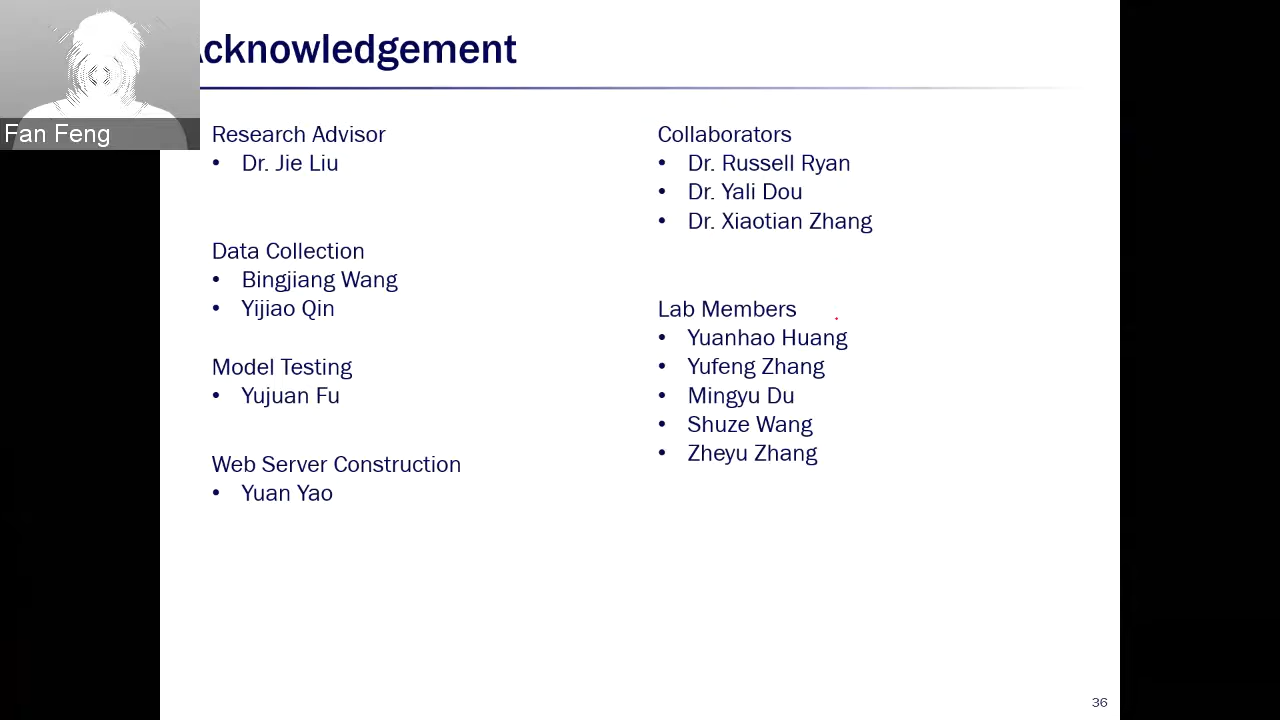 Acknowledgement
Fan Feng
Research Advisor
• Dr. Jie Liu
Data Collection
• Bingjiang Wang
• Yijiao Qin
Model Testing
• Yujuan Fu
Web Server Construction
• Yuan Yao
Collaborators
• Dr. Russell Ryan
• Dr. Yali Dou
• Dr. Xiaotian Zhang
Lab Members
• Yuanhao Huang
• Yufeng Zhang
• Mingyu Du
• Shuze Wang
• Zheyu Zhang
36